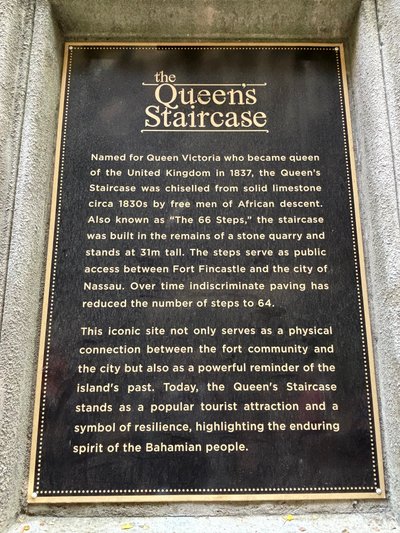 the
Queen's
Staircase
Named for Queen Victoria who became queen
of the United Kingdom in 1837, the Queen's
Staircase was chiselled from solid limestone
circa 1830s by free men of African descent.
Also known as "The 66 Steps," the staircase
was built in the remains of a stone quarry and
stands at 31m tall. The steps serve as public
access between Fort Fincastle and the city of
Nassau. Over time indiscriminate paving has
reduced the number of steps to 64.
This iconic site not only serves as a physical
connection between the fort community and
the city but also as a powerful reminder of the
island's past. Today, the Queen's Staircase
stands as a popular tourist attraction and a
symbol of resilience, highlighting the enduring
spirit of the Bahamian people.